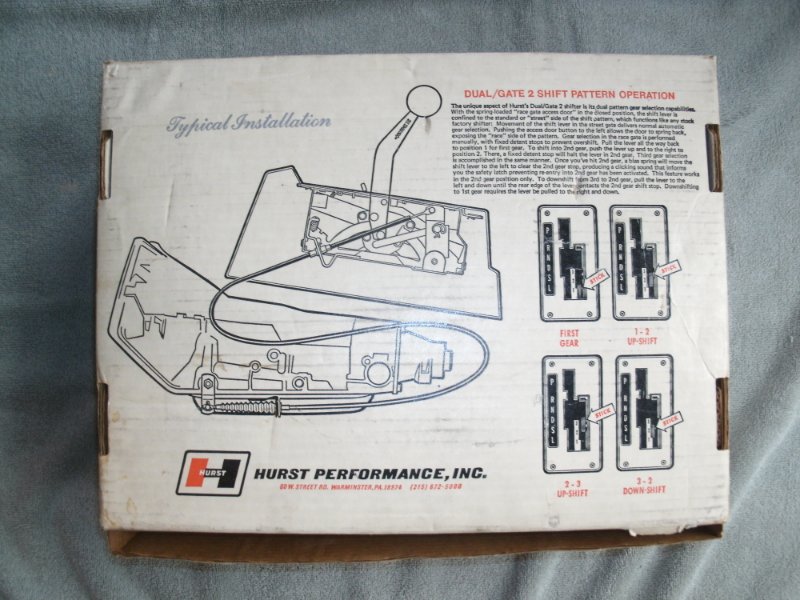 Typical Installation
DUAL/GATE 2 SHIFT PATTERN OPERATION
The unique aspect of Hurst's Dual/Gate 2 shifter is its dual pattern gear selection capabilities.
With the spring-loaded "race gate access door" in the closed position, the shift lever is
confined to the standard or "street" side of the shift pattern, which functions like any stock
factory shifter. Movement of the shift lever in the street gate delivers normal automatic
gear selection. Pushing the access door button to the left allows the door to spring back,
exposing the "race" side of the pattern. Gear selection in the race gate is performed
manually, with fixed detent stops to prevent overshift. Pull the lever all the way back
to position 1 for first gear. To shift into 2nd gear, push the lever up and to the right to
position 2. There, a fixed detent stop will halt the lever in 2nd gear. Third gear selection
is accomplished in the same manner. Once you've hit 2nd gear, a bias spring will move the
shift lever to the left to clear the 2nd gear stop, producing a clicking sound that informs
you the safety latch preventing re-entry into 2nd gear has been activated. This feature works
in the 2nd gear position only. To downshift from 3rd to 2nd gear, pull the lever to the
left and down until the rear edge of the lever contacts the 2nd gear shift stop. Downshifting
to 1st gear requires the lever be pulled to the right and down.
P
R
N
D
S
L
STICK
FIRST
GEAR
P
R
N
D
S
L
STICK
1 - 2
UP-SHIFT
P
R
N
D
S
L
STICK
2 - 3
UP-SHIFT
P
R
N
D
S
L
STICK
3 - 2
DOWN-SHIFT
HURST
HURST PERFORMANCE, INC.
50 W. STREET RD. WARMINSTER, PA. 18974 (215) 672-5000